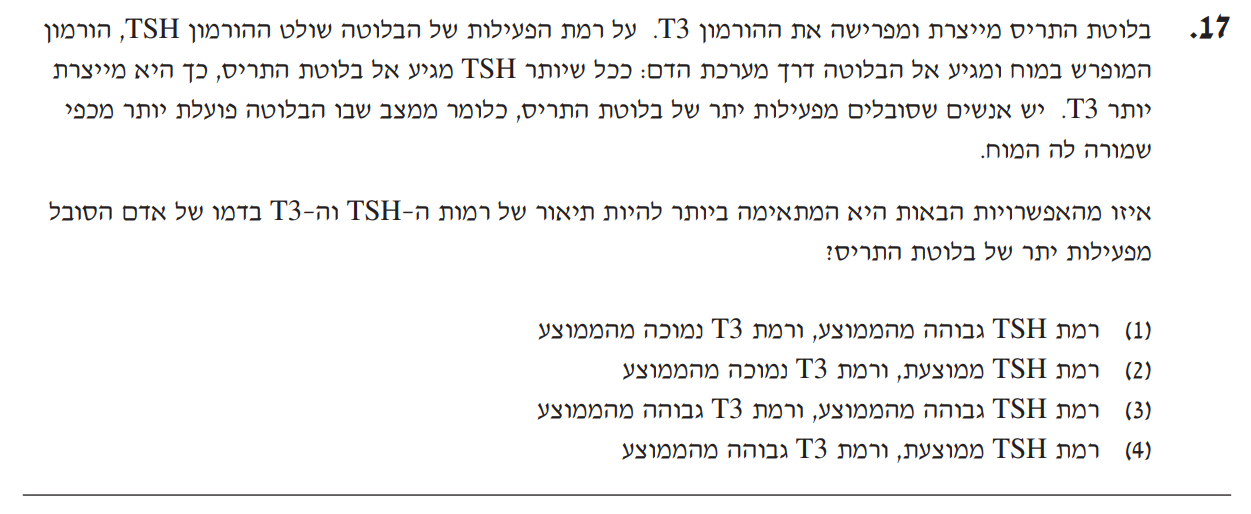 17. בלוטת התריס מייצרת ומפרישה את ההורמון T3. על רמת הפעילות של הבלוטה שולט ההורמון TSH, הורמון
המופרש במוח ומגיע אל הבלוטה דרך מערכת הדם: ככל שיותר TSH מגיע אל בלוטת התריס, כך היא מייצרת
יותר T3. יש אנשים שסובלים מפעילות יתר של בלוטת התריס, כלומר ממצב שבו הבלוטה פועלת יותר מכפי
שמורה לה המוח.
איזו מהאפשרויות הבאות היא המתאימה ביותר להיות תיאור של רמות ה-TSH וה-T3 בדמו של אדם הסובל
מפעילות יתר של בלוטת התריס?
(1) רמת TSH גבוהה מהממוצע, ורמת T3 נמוכה מהממוצע
(2) רמת TSH ממוצעת, ורמת T3 נמוכה מהממוצע
(3) רמת TSH גבוהה מהממוצע, ורמת T3 גבוהה מהממוצע
(4) רמת TSH ממוצעת, ורמת T3 גבוהה מהממוצע